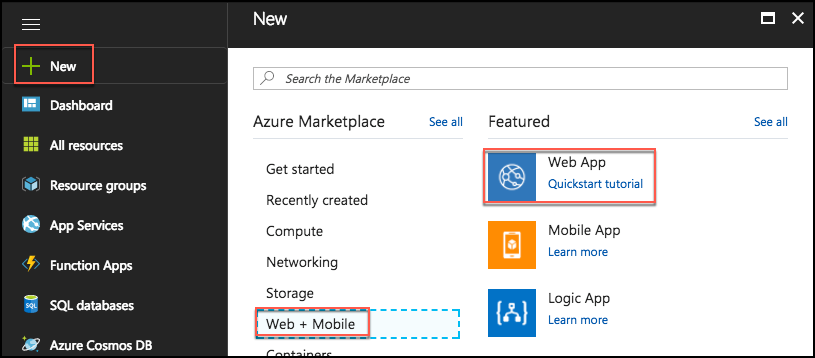 New
New
Dashboard
All resources
Resource groups
App Services
Function Apps
SQL
SQL databases
Azure Cosmos DB
Search the Marketplace
Azure Marketplace
See all
Get started
Recently created
Compute
Networking
Storage
Web + Mobile
Containers
Featured
See all
Web App
Quickstart tutorial
Mobile App
Learn more
Logic App
Learn more